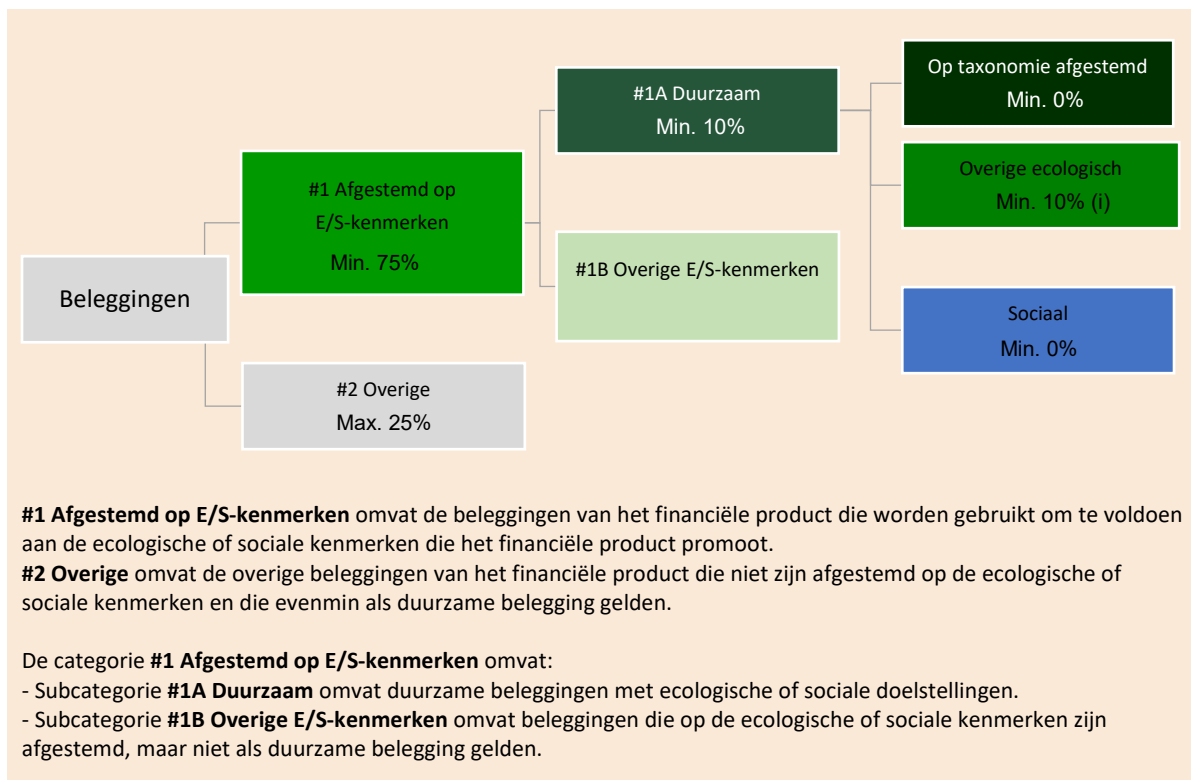 Beleggingen
#1 Afgestemd op
E/S-kenmerken
Min. 75%
#2 Overige
Max. 25%
#1A Duurzaam
Min. 10%
#1B Overige E/S-kenmerken
Op taxonomie afgestemd
Min. 0%
Overige ecologisch
Min. 10% (i)
Sociaal
Min. 0%
#1 Afgestemd op E/S-kenmerken omvat de beleggingen van het financiële product die worden gebruikt om te voldoen
aan de ecologische of sociale kenmerken die het financiële product promoot.
#2 Overige omvat de overige beleggingen van het financiële product die niet zijn afgestemd op de ecologische of
sociale kenmerken en die evenmin als duurzame belegging gelden.
De categorie #1 Afgestemd op E/S-kenmerken omvat:
- Subcategorie #1A Duurzaam omvat duurzame beleggingen met ecologische of sociale doelstellingen.
- Subcategorie #1B Overige E/S-kenmerken omvat beleggingen die op de ecologische of sociale kenmerken zijn
afgestemd, maar niet als duurzame belegging gelden.